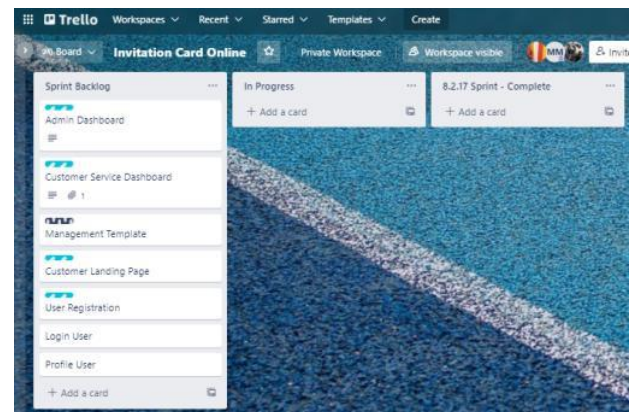 Trello Workspaces Recent Starred Templates Create
Board Invitation Card Online Private Workspace Workspace visible MM Invite
Sprint Backlog
Admin Dashboard
Customer Service Dashboard
1
Management Template
Customer Landing Page
User Registration
Login User
Profile User
+ Add a card
In Progress
+ Add a card
8.2.17 Sprint - Complete
+ Add a card